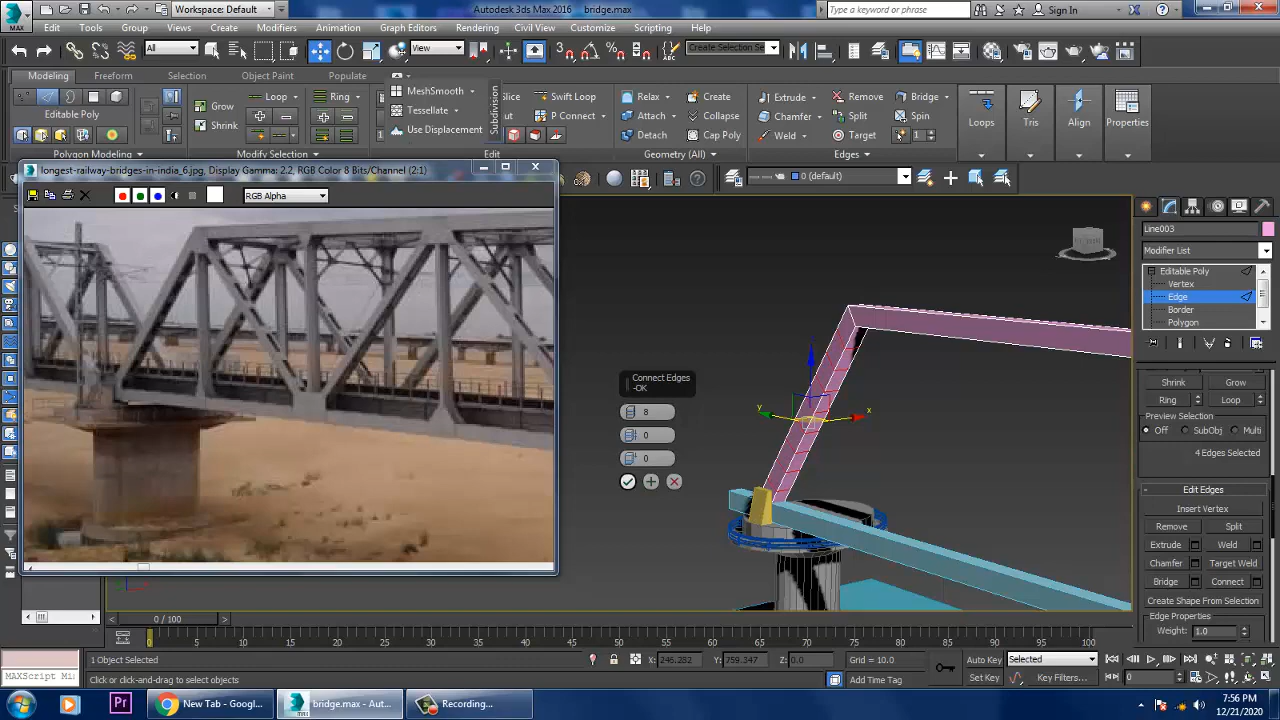 MAX
Workspace: Default
Autodesk 3ds Max 2016 bridge.max
Type a keyword or phrase
Sign In
Edit Tools Group Views Create Modifiers Animation Graph Editors Rendering Civil View Customize Scripting Help
All
View
Create Selection Se
Modeling Freeform Selection Object Paint Populate
Editable Poly
Polygon Modeling
Grow
Shrink
Loop
Ring
Modify Selection
MeshSmooth
Tessellate
Use Displacement
Subdivision
Slice Swift Loop
P Connect
Edit
Relax Create
Attach Collapse
Detach Cap Poly
Geometry (All)
Extrude Remove Bridge
Chamfer Split Spin
Weld Target 1
Edges
Loops
Tris
Align
Properties
longest-railway-bridges-in-india_6.jpg, Display Gamma: 2.2, RGB Color 8 Bits/Channel (2:1)
RGB Alpha
0 (default)
Connect Edges
-OK
8
0
0
x
y
Line003
Modifier List
Editable Poly
Vertex
Edge
Border
Polygon
Shrink Grow
Ring Loop
Preview Selection
Off SubObj Multi
4 Edges Selected
Edit Edges
Insert Vertex
Remove Split
Extrude Weld
Chamfer Target Weld
Bridge Connect
Create Shape From Selection
Edge Properties
Weight: 1.0
0 / 100
0 5 10 15 20 25 30 35 40 45 50 55 60 65 70 75 80 85 90 95 100
1 Object Selected
X: 246.282 Y: 759.347 Z: 0.0 Grid = 10.0
Auto Key Selected
MAXScript Mi:
Click or click-and-drag to select objects
Add Time Tag
Set Key Key Filters... 0
Pr
New Tab - Googl...
bridge.max - Aut...
Recording...
7:56 PM
12/21/2020